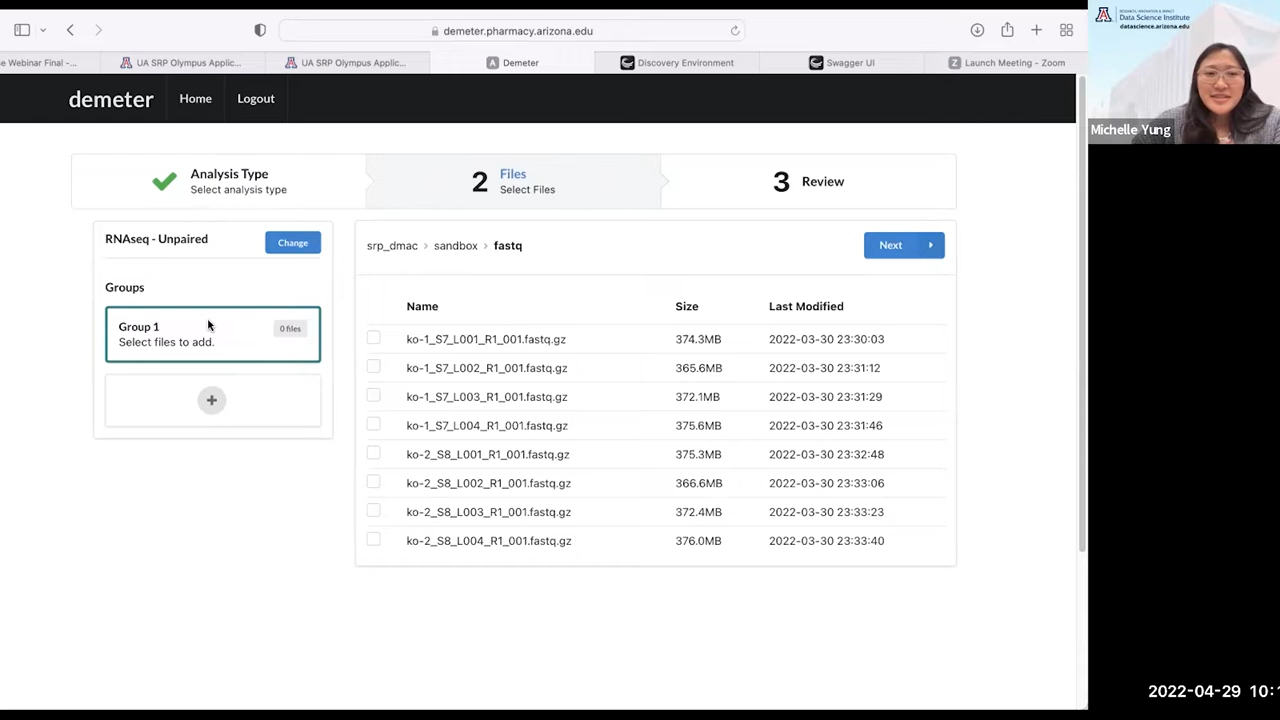 demeter.pharmacy.arizona.edu
e Webinar Final -...
UA SRP Olympus Applic...
UA SRP Olympus Applic...
Demeter
Discovery Environment
Swagger UI
Launch Meeting - Zoom
demeter Home Logout
Analysis Type
Select analysis type
2 Files
Select Files
3 Review
RNAseq - Unpaired Change
Groups
Group 1 0 files
Select files to add.
srp_dmac > sandbox > fastq Next
Name Size Last Modified
ko-1_S7_L001_R1_001.fastq.gz 374.3MB 2022-03-30 23:30:03
ko-1_S7_L002_R1_001.fastq.gz 365.6MB 2022-03-30 23:31:12
ko-1_S7_L003_R1_001.fastq.gz 372.1MB 2022-03-30 23:31:29
ko-1_S7_L004_R1_001.fastq.gz 375.6MB 2022-03-30 23:31:46
ko-2_S8_L001_R1_001.fastq.gz 375.3MB 2022-03-30 23:32:48
ko-2_S8_L002_R1_001.fastq.gz 366.6MB 2022-03-30 23:33:06
ko-2_S8_L003_R1_001.fastq.gz 372.4MB 2022-03-30 23:33:23
ko-2_S8_L004_R1_001.fastq.gz 376.0MB 2022-03-30 23:33:40
RESEARCH, INNOVATION & IMPACT
Data Science Institute
datascience.arizona.edu
Michelle Yung
2022-04-29 10: